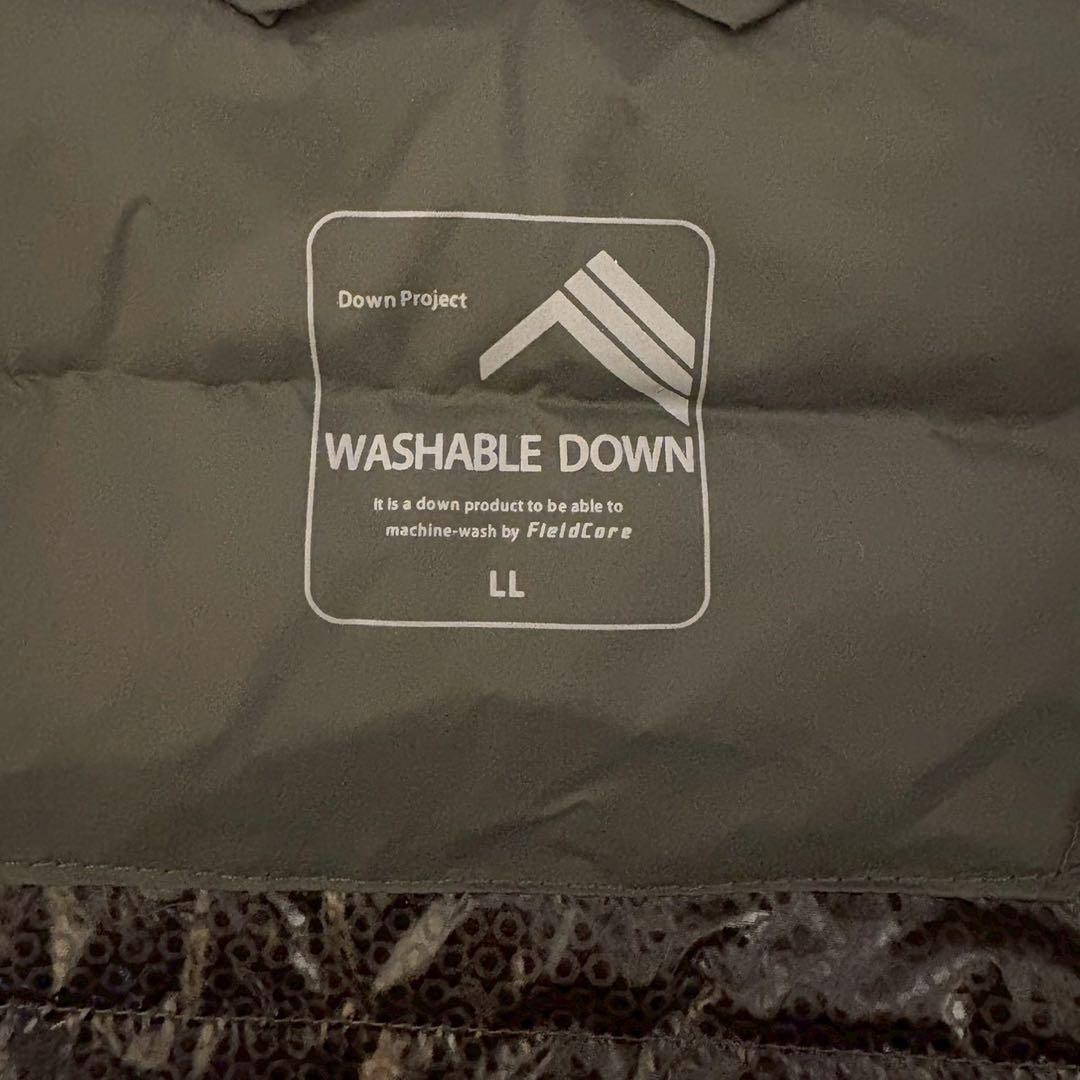 Down Project
WASHABLE DOWN
It is a down product to be able to
machine-wash by FieldCore
LL